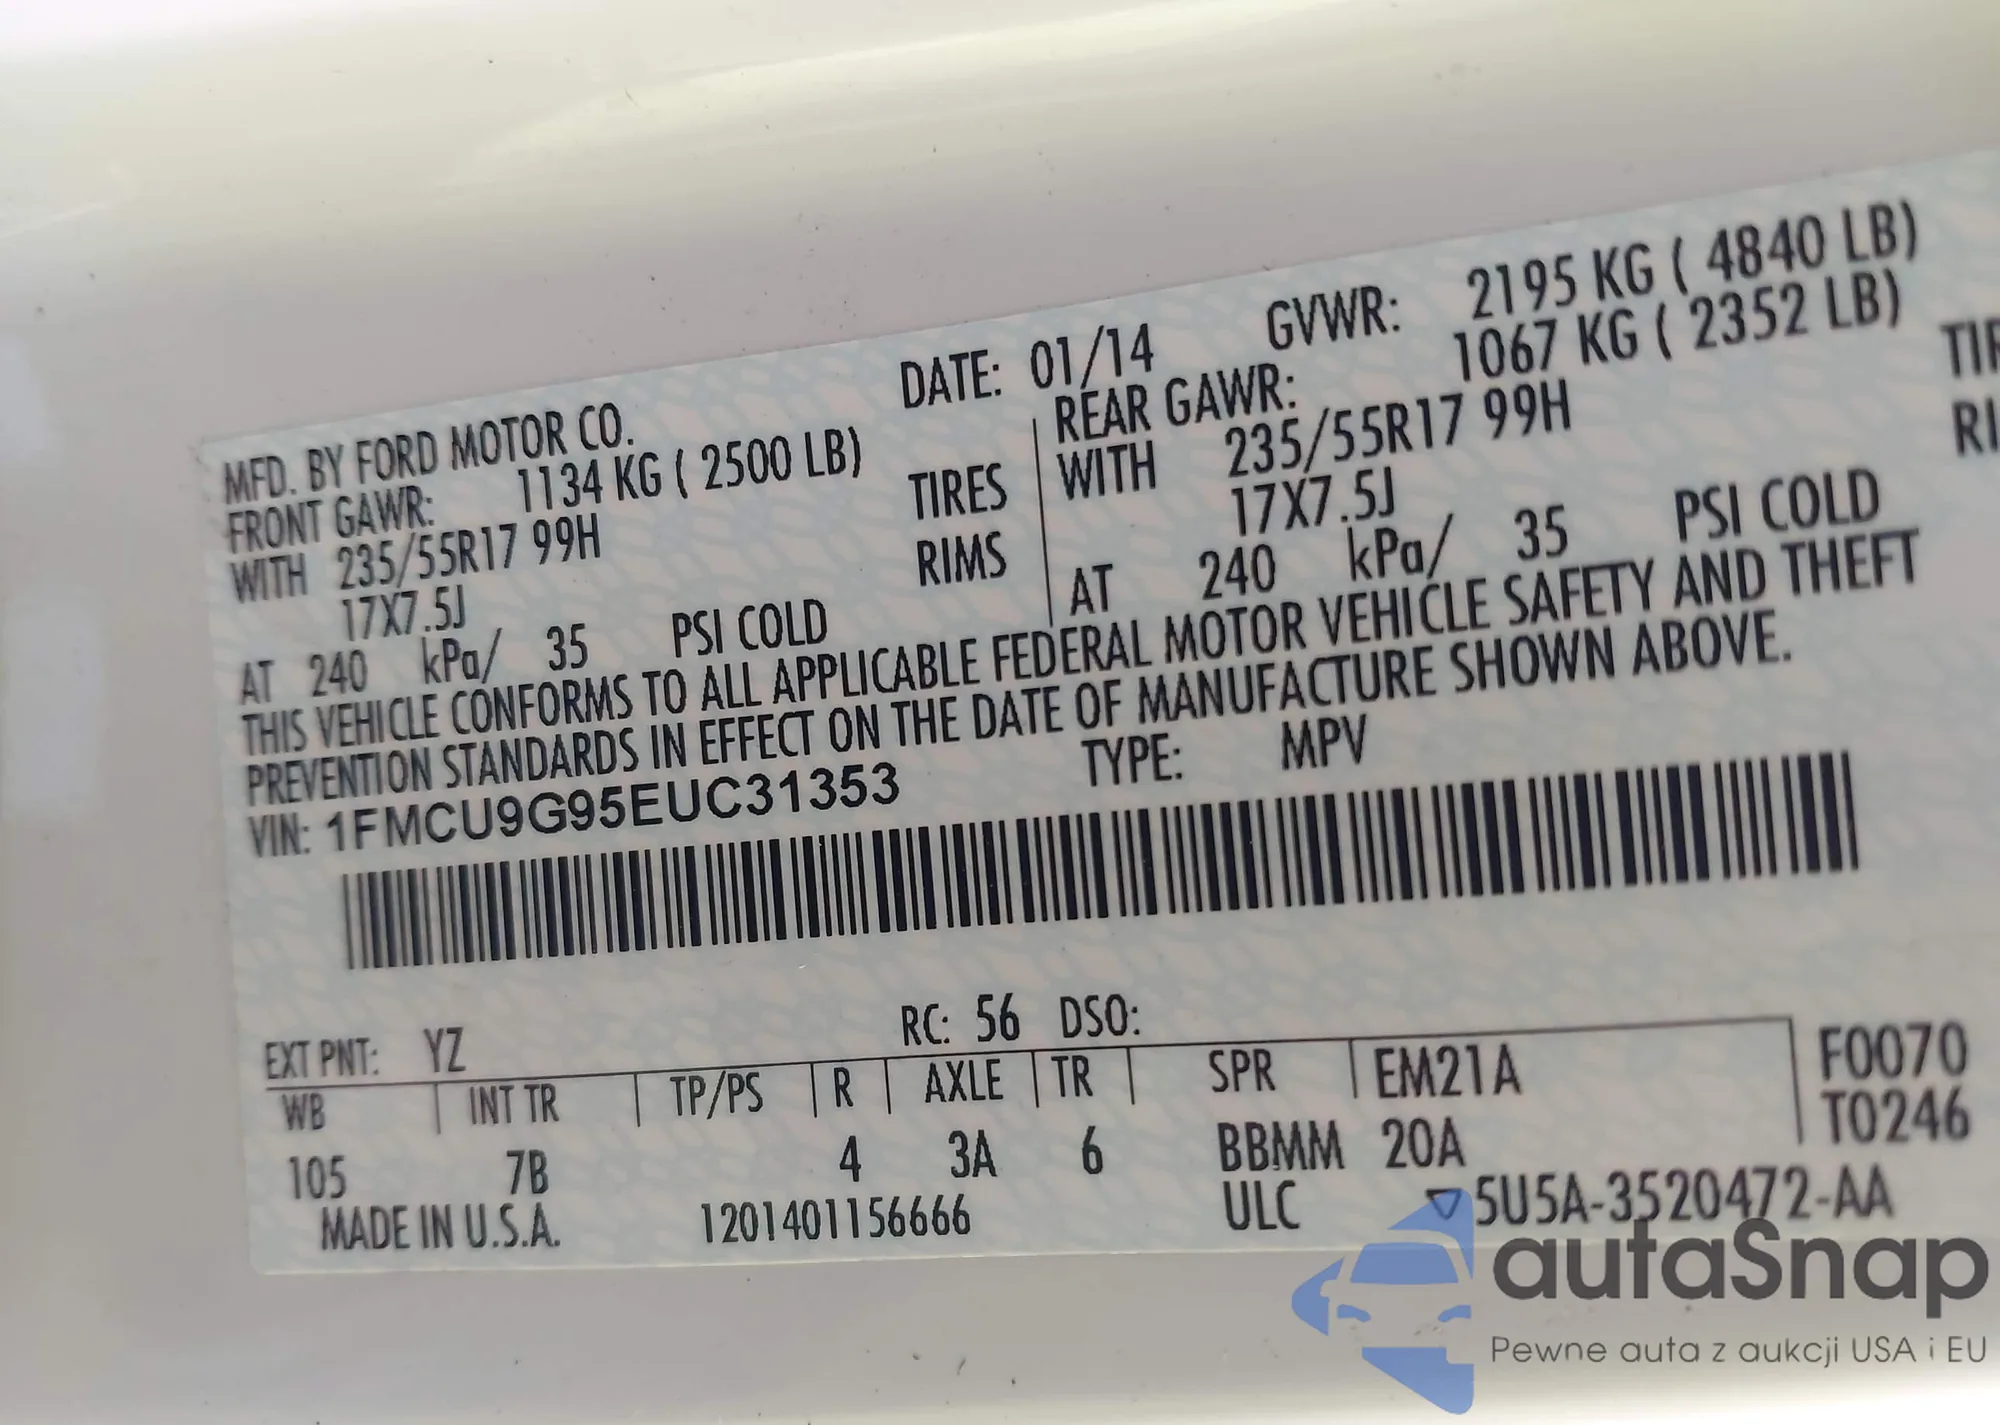 MFD. BY FORD MOTOR CO. DATE: 01/14 GVWR: 2195 KG ( 4840 LB)
FRONT GAWR: 1134 KG ( 2500 LB) REAR GAWR: 1067 KG ( 2352 LB)
WITH 235/55R17 99H TIRES WITH 235/55R17 99H TIR
17X7.5J RIMS 17X7.5J RI
AT 240 kPa/ 35 PSI COLD AT 240 kPa/ 35 PSI COLD
THIS VEHICLE CONFORMS TO ALL APPLICABLE FEDERAL MOTOR VEHICLE SAFETY AND THEFT
PREVENTION STANDARDS IN EFFECT ON THE DATE OF MANUFACTURE SHOWN ABOVE.
VIN: 1FMCU9G95EUC31353 TYPE: MPV
EXT PNT: YZ RC: 56 DSO:
WB INT TR TP/PS R AXLE TR SPR EM21A F0070
105 7B 4 3A 6 BBMM 20A T0246
MADE IN U.S.A. 1201401156666 ULC ▽5U5A-3520472-AA
autaSnap
Pewne auta z aukcji USA i EU